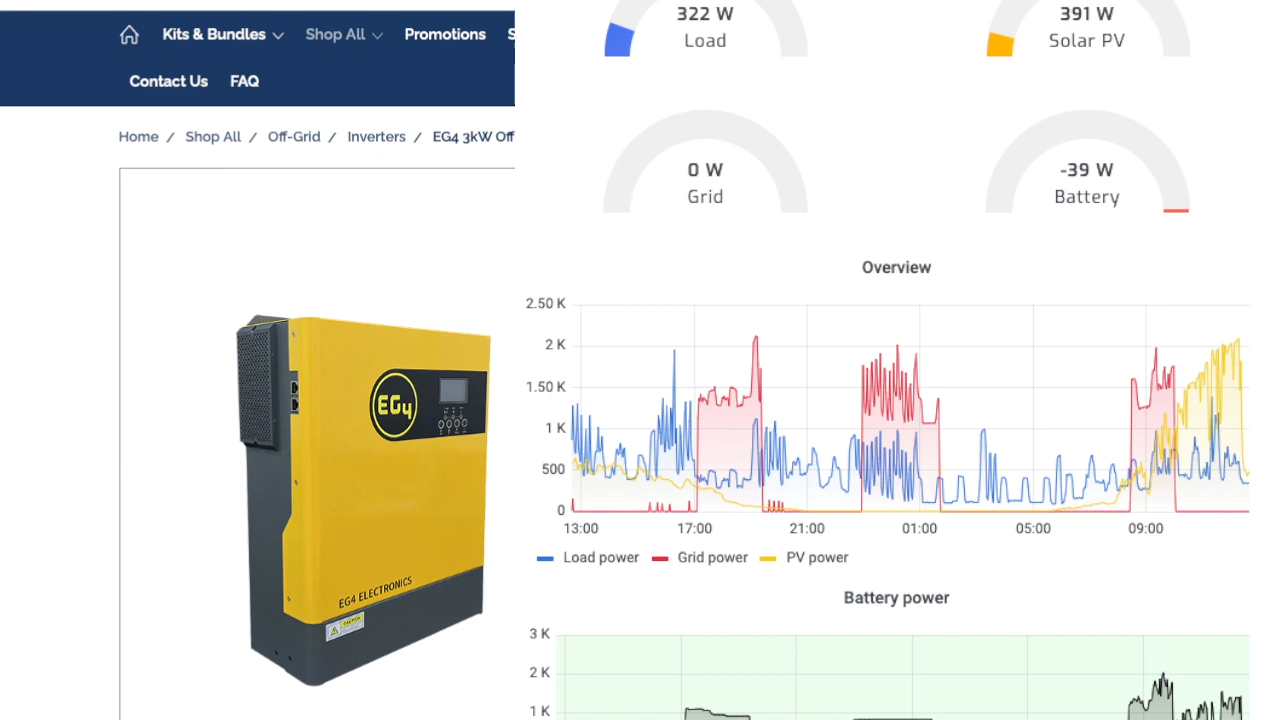 Kits & Bundles
Shop All
Promotions
Contact Us
FAQ
Home / Shop All / Off-Grid / Inverters / EG4 3kW Off
EG4
EG4 ELECTRONICS
CAUTION
322 W
Load
391 W
Solar PV
0 W
Grid
-39 W
Battery
Overview
2.50 K
2 K
1.50 K
1 K
500
0
13:00
17:00
21:00
01:00
05:00
09:00
Load power
Grid power
PV power
Battery power
3 K
2 K
1 K